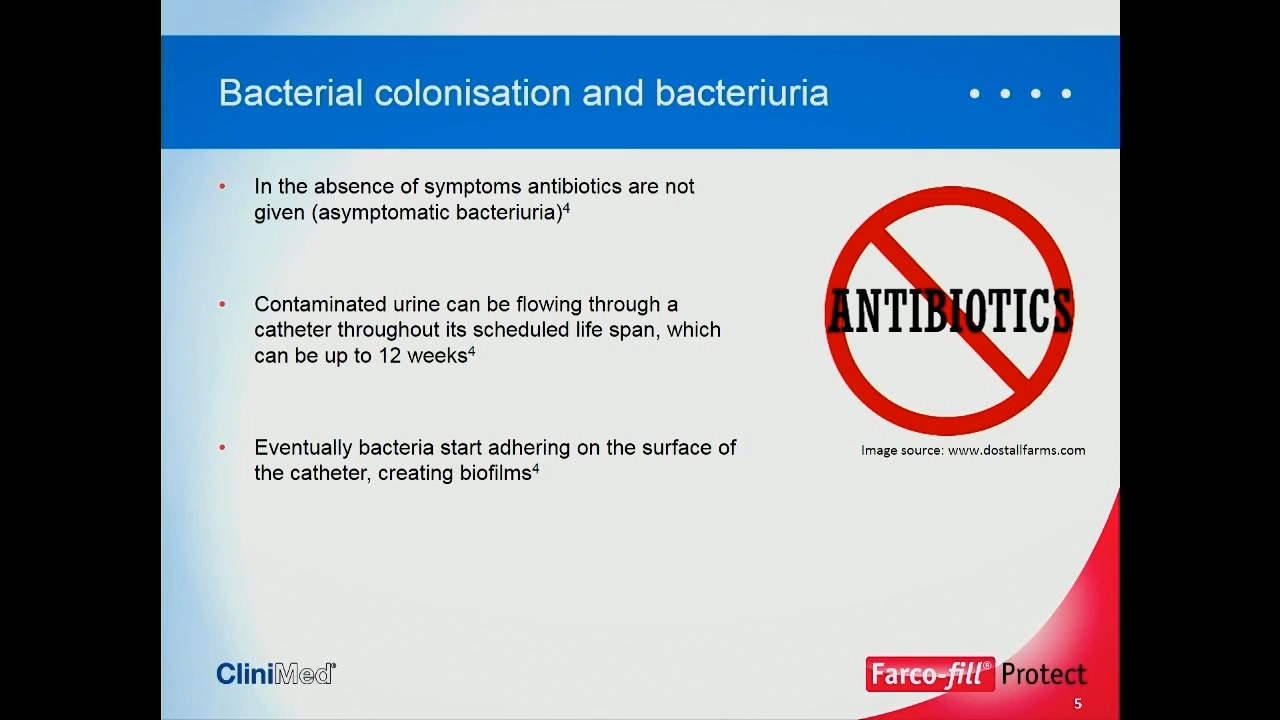 Bacterial colonisation and bacteriuria
• In the absence of symptoms antibiotics are not
given (asymptomatic bacteriuria)⁴
• Contaminated urine can be flowing through a
catheter throughout its scheduled life span, which
can be up to 12 weeks⁴
• Eventually bacteria start adhering on the surface of
the catheter, creating biofilms⁴
ANTIBIOTICS
Image source: www.dostallfarms.com
CliniMed®
Farco-fill® Protect
5